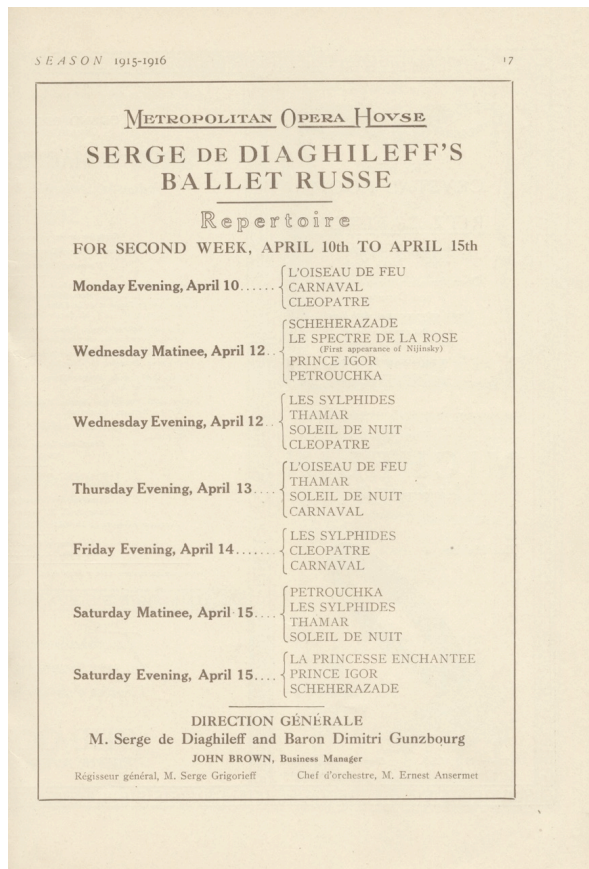 SEASON 1915-1916 17
METROPOLITAN OPERA HOVSE
SERGE DE DIAGHILEFF'S
BALLET RUSSE
Repertoire
FOR SECOND WEEK, APRIL 10th TO APRIL 15th
Monday Evening, April 10......
L'OISEAU DE FEU
CARNAVAL
CLEOPATRE
Wednesday Matinee, April 12..
SCHEHERAZADE
LE SPECTRE DE LA ROSE
(First appearance of Nijinsky)
PRINCE IGOR
PETROUCHKA
Wednesday Evening, April 12..
LES SYLPHIDES
THAMAR
SOLEIL DE NUIT
CLEOPATRE
Thursday Evening, April 13....
L'OISEAU DE FEU
THAMAR
SOLEIL DE NUIT
CARNAVAL
Friday Evening, April 14.......
LES SYLPHIDES
CLEOPATRE
CARNAVAL
Saturday Matinee, April 15....
PETROUCHKA
LES SYLPHIDES
THAMAR
SOLEIL DE NUIT
Saturday Evening, April 15....
LA PRINCESSE ENCHANTEE
PRINCE IGOR
SCHEHERAZADE
DIRECTION GÉNÉRALE
M. Serge de Diaghileff and Baron Dimitri Gunzbourg
JOHN BROWN, Business Manager
Régisseur général, M. Serge Grigorieff Chef d'orchestre, M. Ernest Ansermet